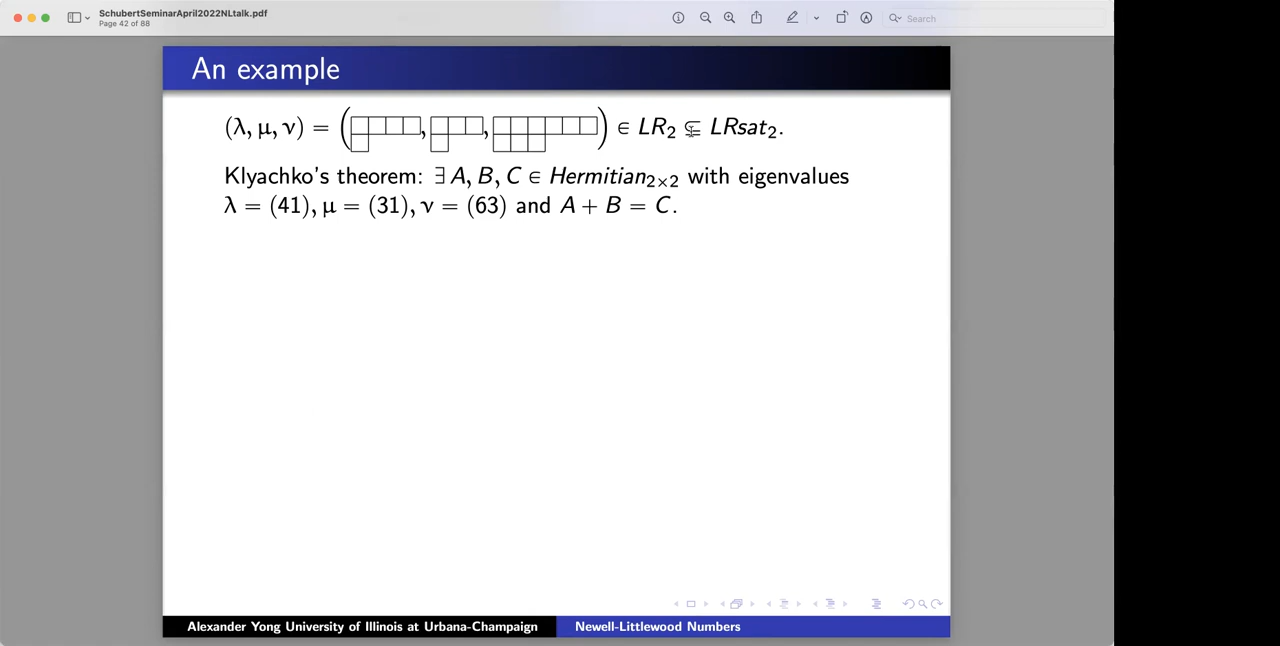 SchubertSeminarApril2022NLtalk.pdf
Page 42 of 88
Search
An example
(λ, μ, ν) = ( , , ) ∈ LR₂ ⊊ LRsat₂.
Klyachko's theorem: ∃ A, B, C ∈ Hermitian₂ₓ₂ with eigenvalues
λ = (41), μ = (31), ν = (63) and A + B = C.
Alexander Yong University of Illinois at Urbana-Champaign
Newell-Littlewood Numbers